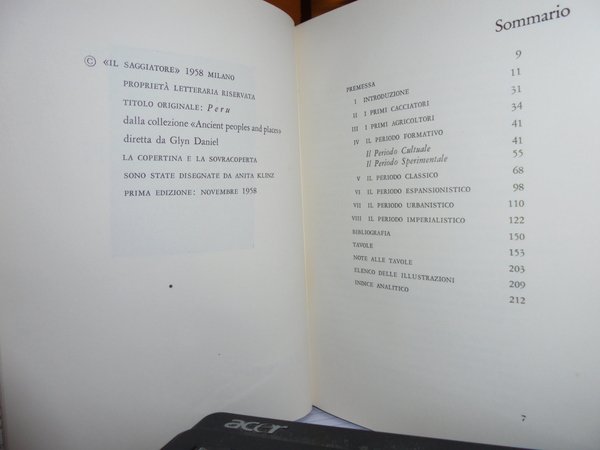 © «IL SAGGIATORE» 1958 MILANO
PROPRIETÀ LETTERARIA RISERVATA
TITOLO ORIGINALE: Peru
dalla collezione «Ancient peoples and places»
diretta da Glyn Daniel
LA COPERTINA E LA SOVRACOPERTA
SONO STATE DISEGNATE DA ANITA KLINZ
PRIMA EDIZIONE: NOVEMBRE 1958
Sommario
PREMESSA 9
I INTRODUZIONE 11
II I PRIMI CACCIATORI 31
III I PRIMI AGRICOLTORI 34
IV IL PERIODO FORMATIVO 41
Il Periodo Cultuale 41
Il Periodo Sperimentale 55
V IL PERIODO CLASSICO 68
VI IL PERIODO ESPANSIONISTICO 98
VII IL PERIODO URBANISTICO 110
VIII IL PERIODO IMPERIALISTICO 122
BIBLIOGRAFIA 150
TAVOLE 153
NOTE ALLE TAVOLE 203
ELENCO DELLE ILLUSTRAZIONI 209
INDICE ANALITICO 212
7
acer